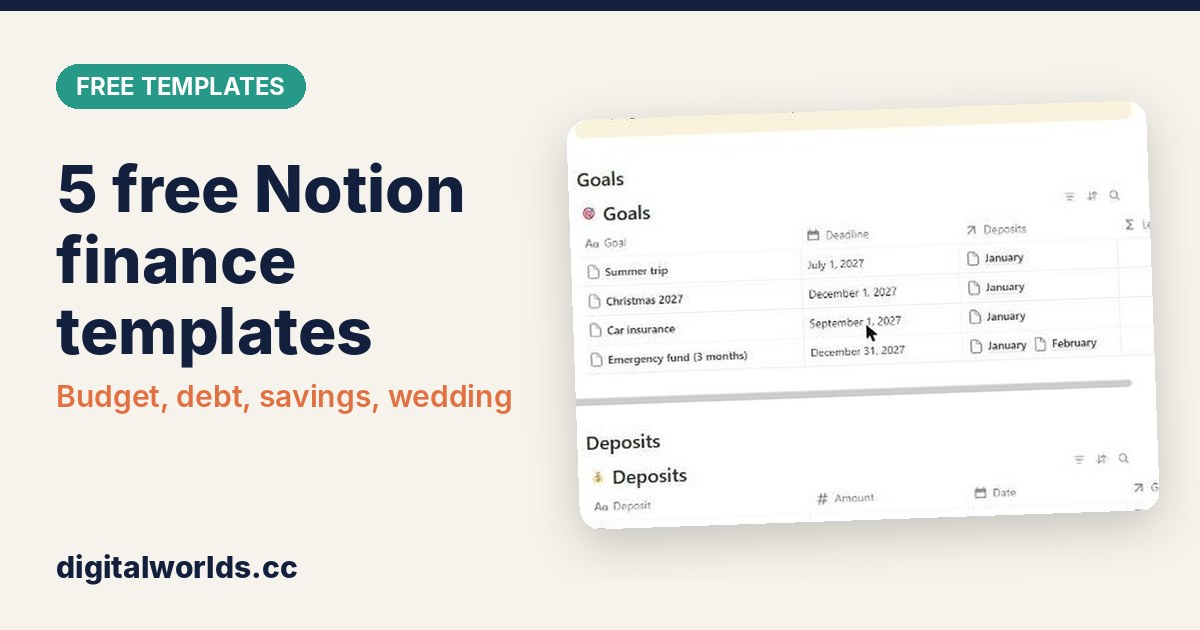 FREE TEMPLATES
5 free Notion
finance
templates
Budget, debt, savings, wedding
digitalworlds.cc
Goals
Goals
Aa Goal Deadline Deposits Σ
Summer trip July 1, 2027 January
Christmas 2027 December 1, 2027 January
Car insurance September 1, 2027 January
Emergency fund (3 months) December 31, 2027 January February
Deposits
Deposits
Aa Deposit # Amount Date